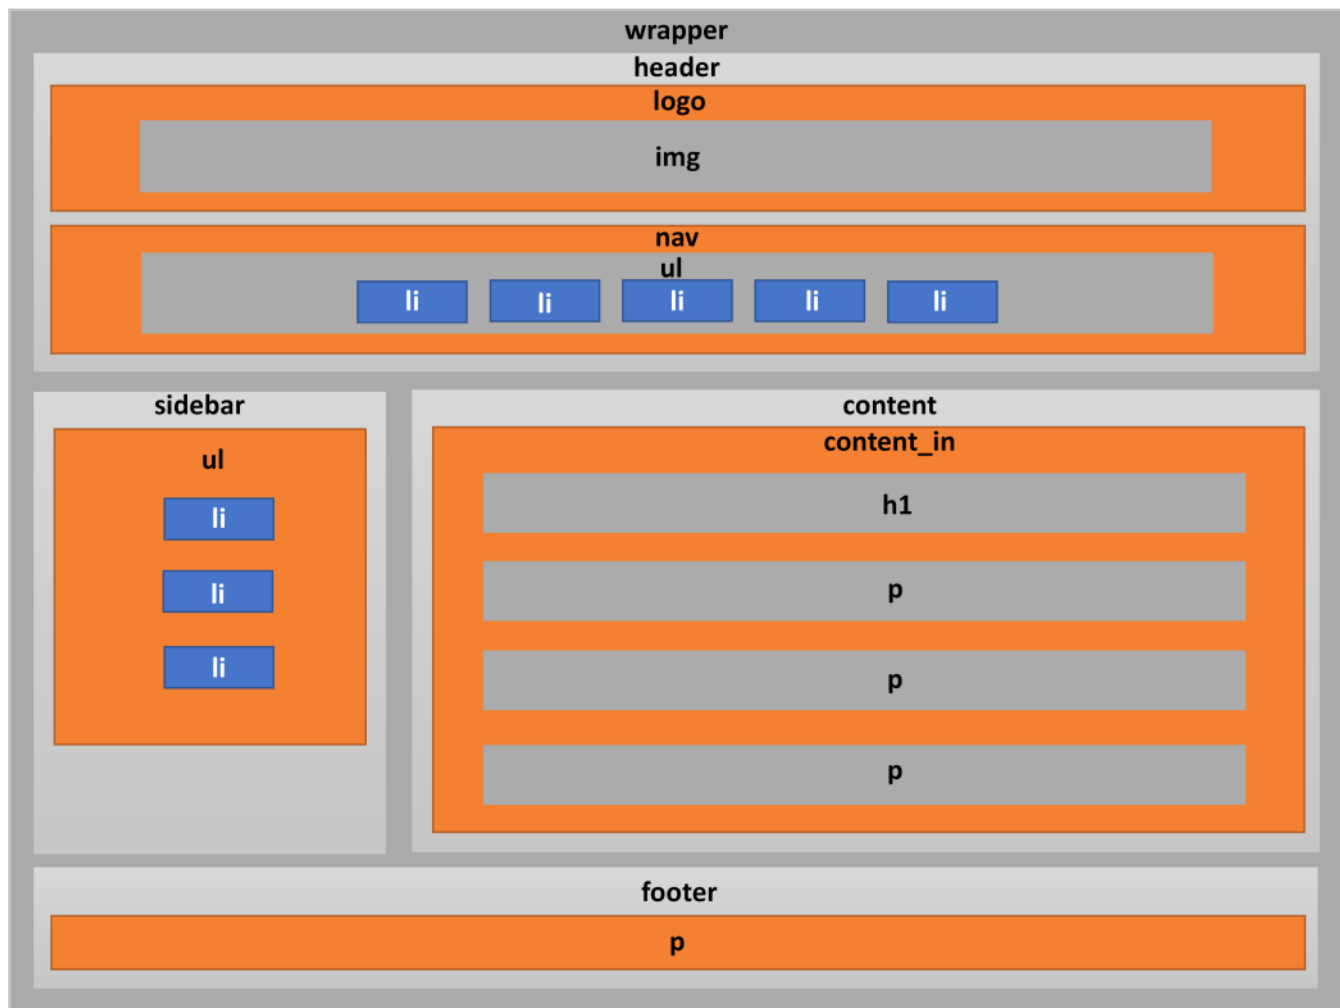 wrapper
header
logo
img
nav
ul
li li li li li
sidebar
ul
li
li
li
content
content_in
h1
p
p
p
footer
p